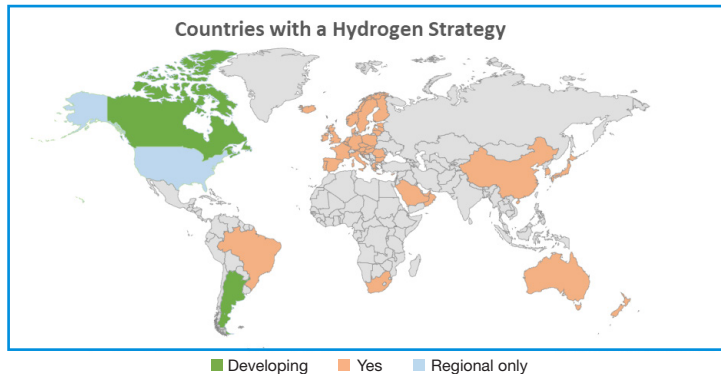 Countries with a Hydrogen Strategy
Developing Yes Regional only